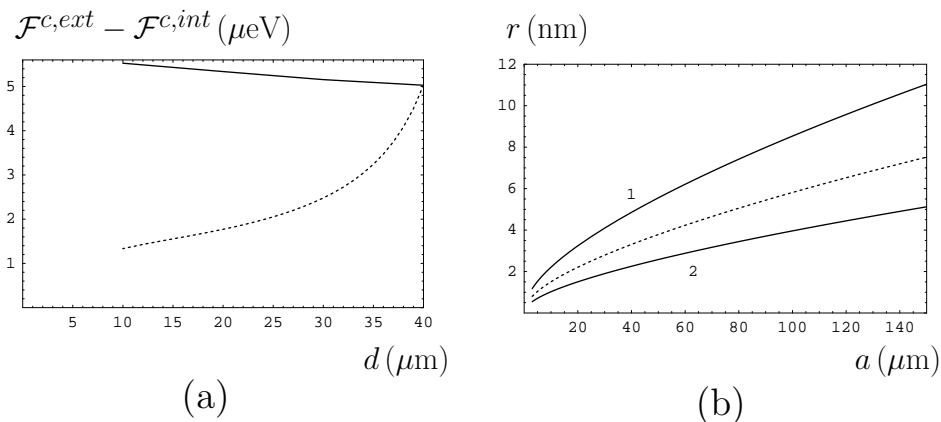 𝓕^{c,ext} − 𝓕^{c,int} (μeV)
5
4
3
2
1
5 10 15 20 25 30 35 40
d (μm)
(a)
r (nm)
12
10
8
6
4
2
1
2
20 40 60 80 100 120 140
a (μm)
(b)